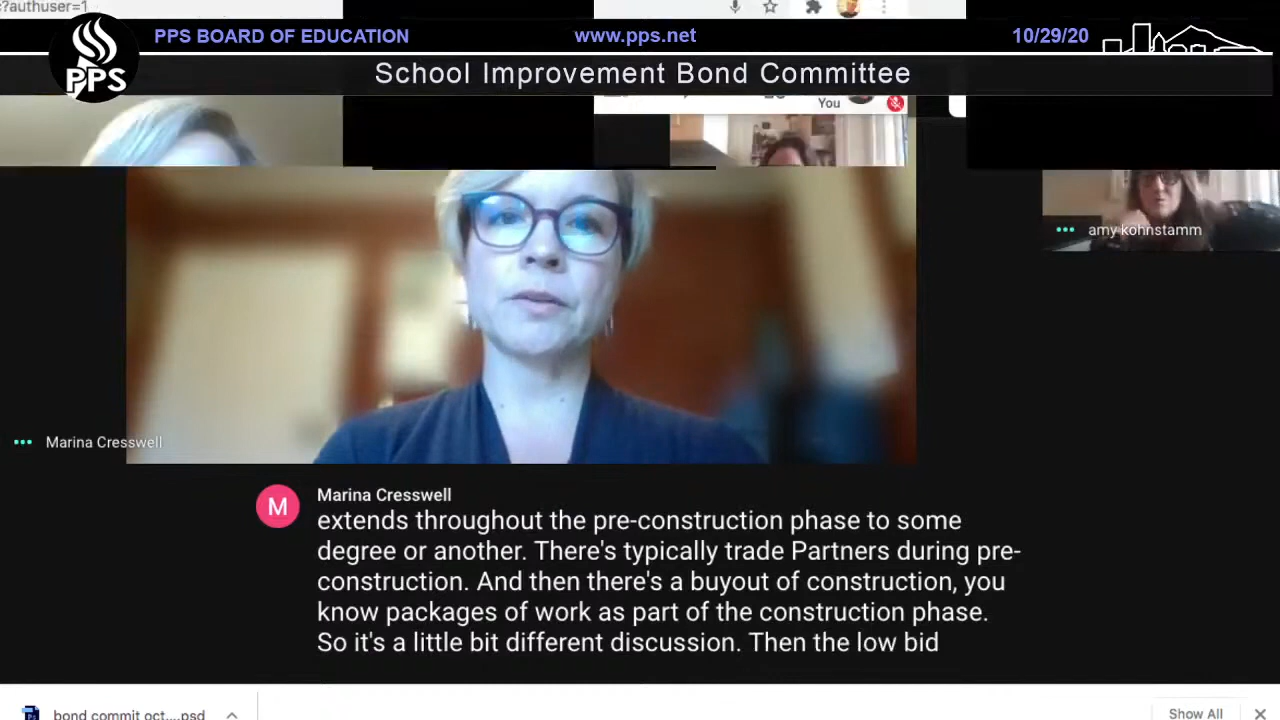 ?authuser=1
PPS BOARD OF EDUCATION www.pps.net 10/29/20
PPS
School Improvement Bond Committee
You
amy kohnstamm
Marina Cresswell
M
Marina Cresswell
extends throughout the pre-construction phase to some
degree or another. There's typically trade Partners during pre-
construction. And then there's a buyout of construction, you
know packages of work as part of the construction phase.
So it's a little bit different discussion. Then the low bid
bond commit oct....psd
Show All